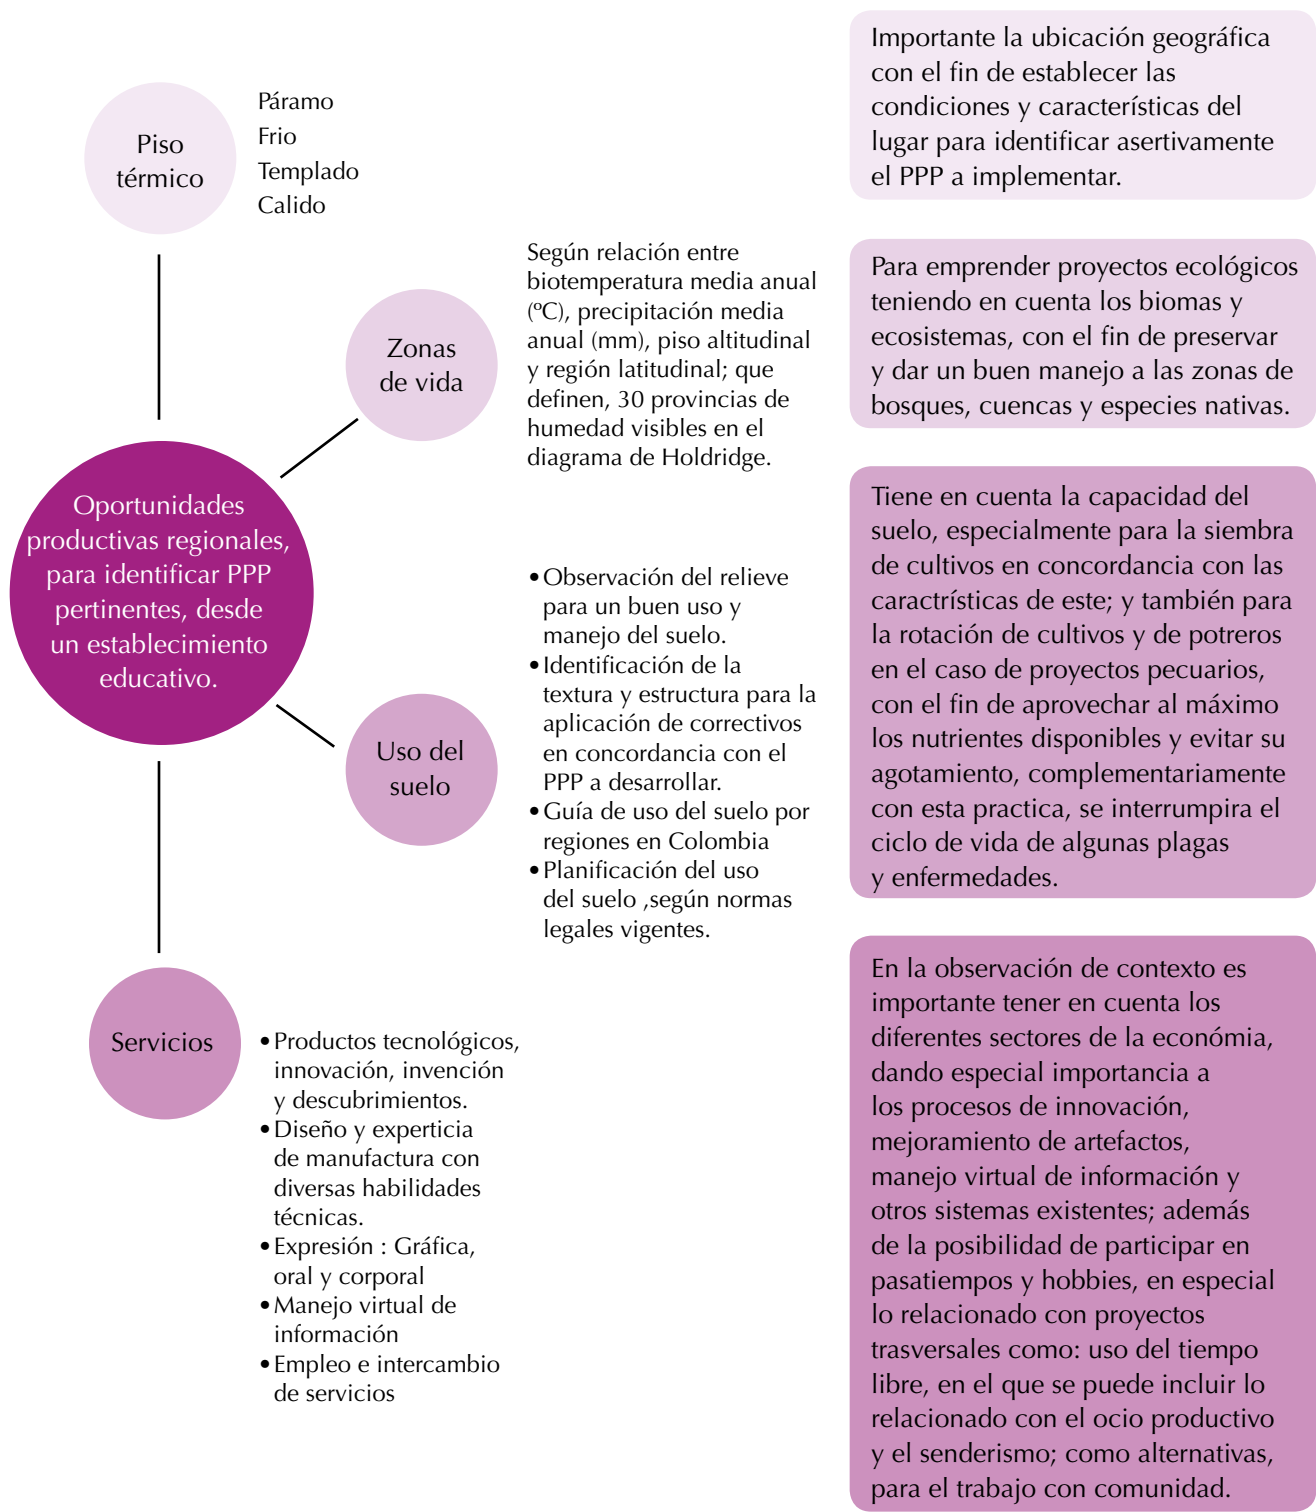 Piso
térmico
Páramo
Frio
Templado
Calido
Importante la ubicación geográfica
con el fin de establecer las
condiciones y características del
lugar para identificar asertivamente
el PPP a implementar.
Zonas
de vida
Según relación entre
biotemperatura media anual
(ºC), precipitación media
anual (mm), piso altitudinal
y región latitudinal; que
definen, 30 provincias de
humedad visibles en el
diagrama de Holdridge.
Para emprender proyectos ecológicos
teniendo en cuenta los biomas y
ecosistemas, con el fin de preservar
y dar un buen manejo a las zonas de
bosques, cuencas y especies nativas.
Oportunidades
productivas regionales,
para identificar PPP
pertinentes, desde
un establecimiento
educativo.
Uso del
suelo
•Observación del relieve
para un buen uso y
manejo del suelo.
•Identificación de la
textura y estructura para la
aplicación de correctivos
en concordancia con el
PPP a desarrollar.
•Guía de uso del suelo por
regiones en Colombia
•Planificación del uso
del suelo ,según normas
legales vigentes.
Tiene en cuenta la capacidad del
suelo, especialmente para la siembra
de cultivos en concordancia con las
caractrísticas de este; y también para
la rotación de cultivos y de potreros
en el caso de proyectos pecuarios,
con el fin de aprovechar al máximo
los nutrientes disponibles y evitar su
agotamiento, complementariamente
con esta practica, se interrumpira el
ciclo de vida de algunas plagas
y enfermedades.
Servicios
•Productos tecnológicos,
innovación, invención
y descubrimientos.
•Diseño y experticia
de manufactura con
diversas habilidades
técnicas.
•Expresión : Gráfica,
oral y corporal
•Manejo virtual de
información
•Empleo e intercambio
de servicios
En la observación de contexto es
importante tener en cuenta los
diferentes sectores de la económia,
dando especial importancia a
los procesos de innovación,
mejoramiento de artefactos,
manejo virtual de información y
otros sistemas existentes; además
de la posibilidad de participar en
pasatiempos y hobbies, en especial
lo relacionado con proyectos
trasversales como: uso del tiempo
libre, en el que se puede incluir lo
relacionado con el ocio productivo
y el senderismo; como alternativas,
para el trabajo con comunidad.